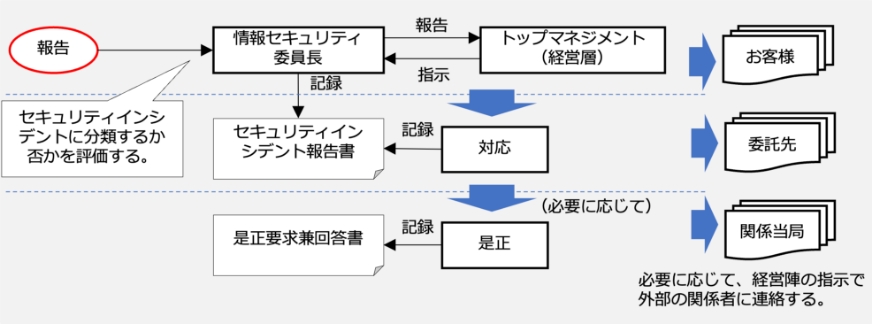 報告
情報セキュリティ
委員長
報告
指示
トップマネジメント
（経営層）
お客様
記録
セキュリティインシ
デントに分類するか
否かを評価する。
セキュリティイン
シデント報告書
記録
対応
委託先
（必要に応じて）
是正要求兼回答書
記録
是正
関係当局
必要に応じて、経営陣の指示で
外部の関係者に連絡する。